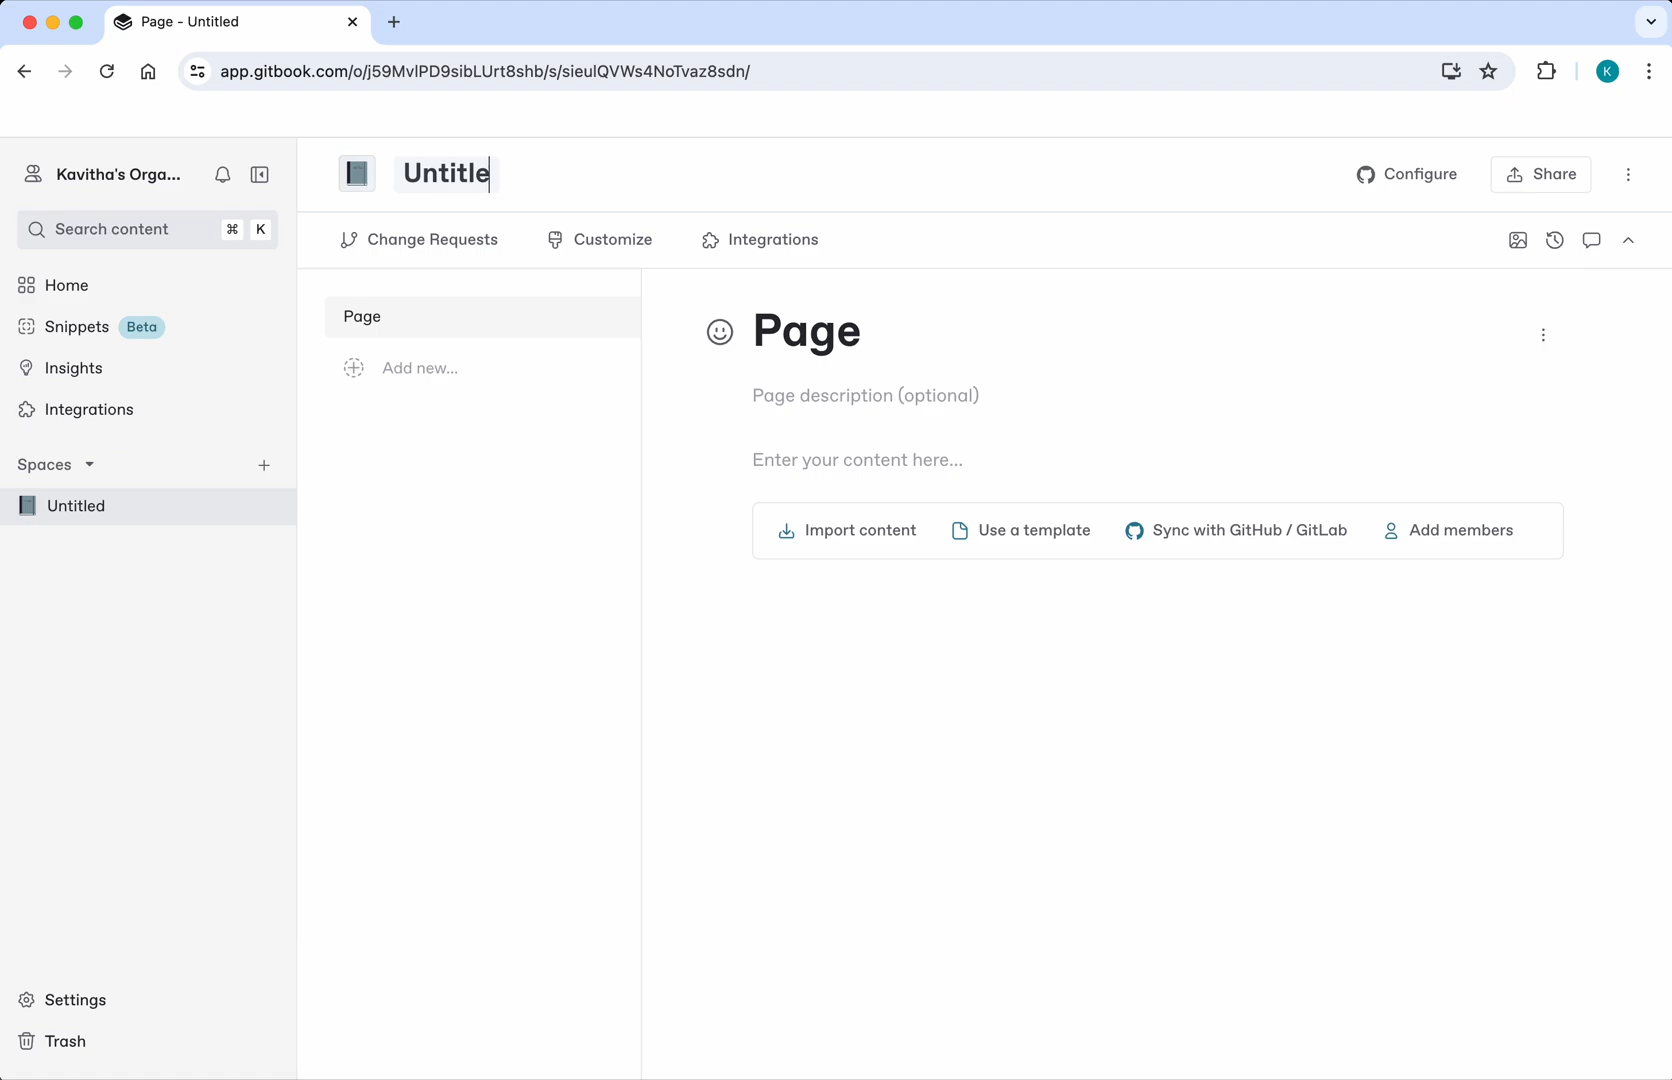 Page - Untitled
app.gitbook.com/o/j59MvlPD9sibLUrt8shb/s/sieulQVWs4NoTvaz8sdn/
K
Kavitha's Orga...
Search content ⌘ K
Home
Snippets Beta
Insights
Integrations
Spaces
Untitled
Settings
Trash
Untitle
Configure
Share
Change Requests
Customize
Integrations
Page
Add new...
Page
Page description (optional)
Enter your content here...
Import content
Use a template
Sync with GitHub / GitLab
Add members